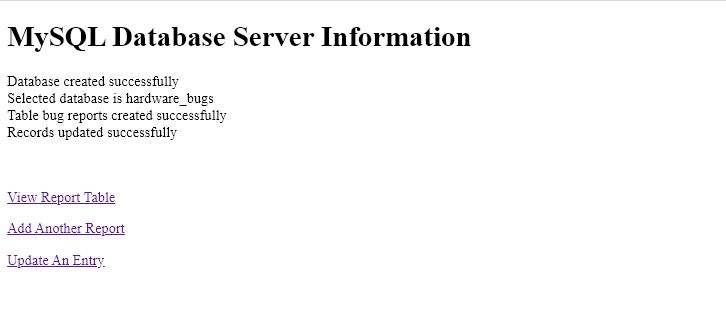 MySQL Database Server Information
Database created successfully
Selected database is hardware_bugs
Table bug reports created successfully
Records updated successfully
View Report Table
Add Another Report
Update An Entry